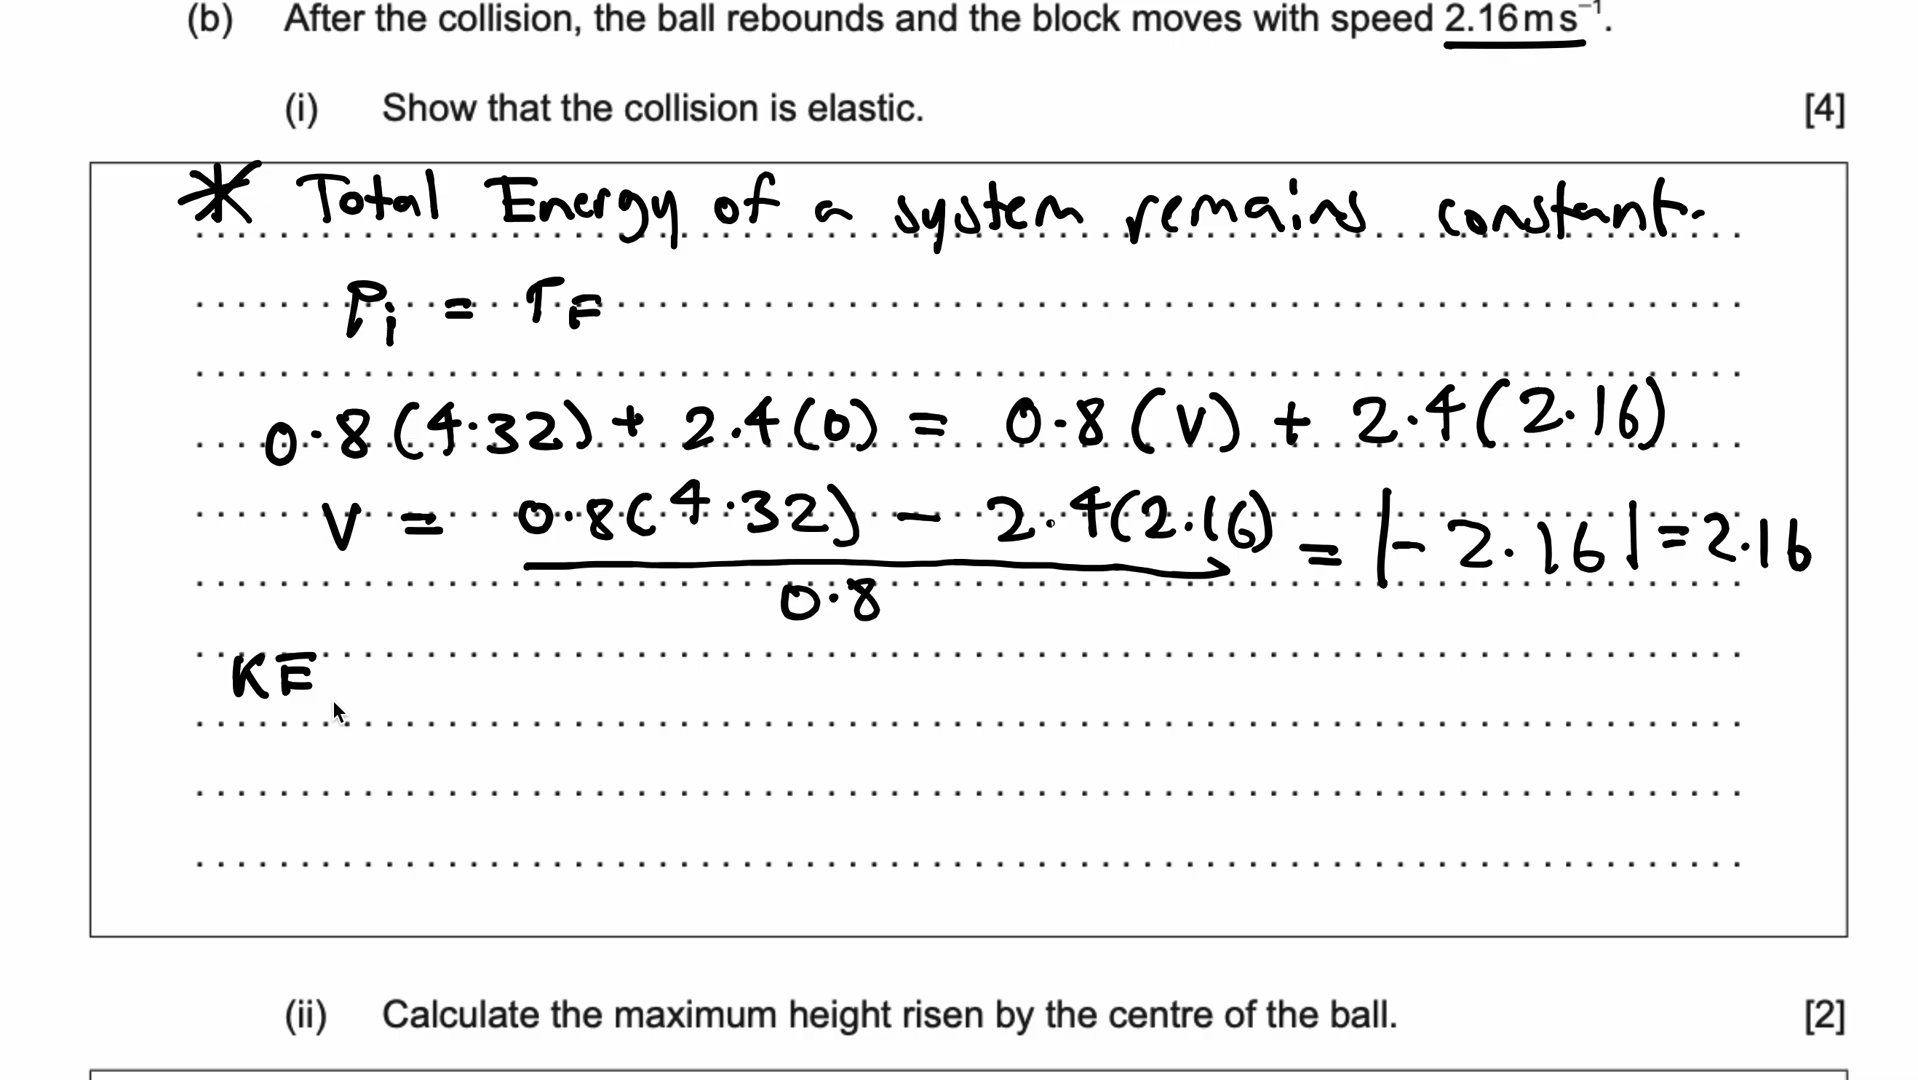 (b) After the collision, the ball rebounds and the block moves with speed 2.16 m s⁻¹.
(i) Show that the collision is elastic. [4]
* Total Energy of a system remains constant.
Pi = PF
0.8(4.32) + 2.4(0) = 0.8(V) + 2.4(2.16)
V = 0.8(4.32) - 2.4(2.16) / 0.8 = |-2.16| = 2.16
KE
(ii) Calculate the maximum height risen by the centre of the ball. [2]